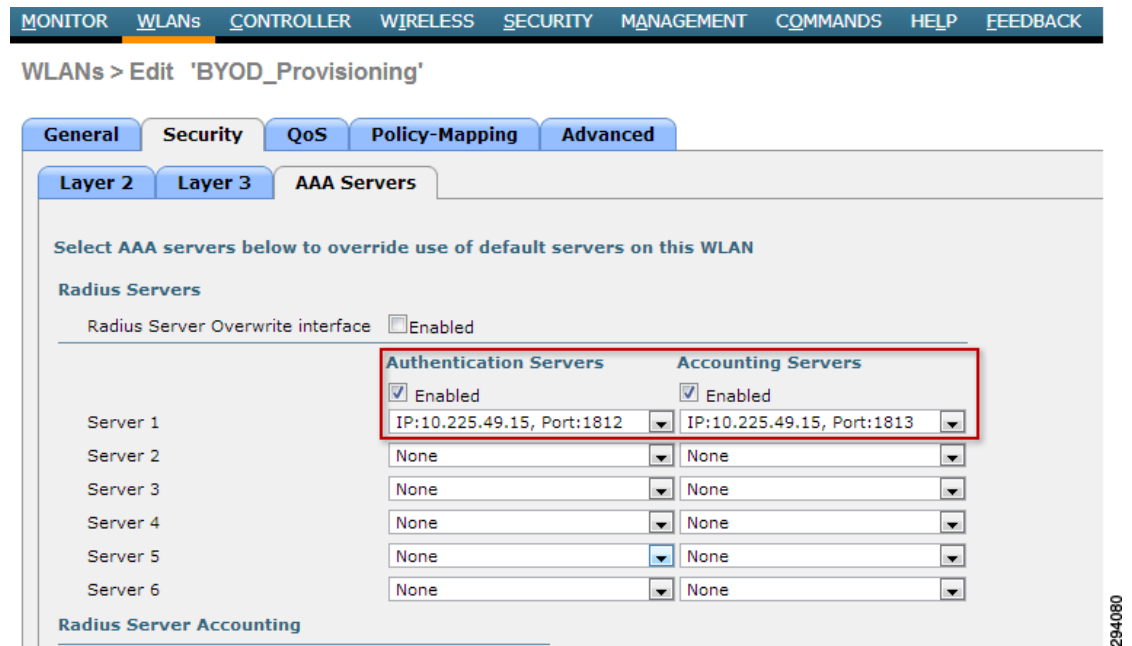 MONITOR WLANs CONTROLLER WIRELESS SECURITY MANAGEMENT COMMANDS HELP FEEDBACK
WLANs > Edit 'BYOD_Provisioning'
General Security QoS Policy-Mapping Advanced
Layer 2 Layer 3 AAA Servers
Select AAA servers below to override use of default servers on this WLAN
Radius Servers
Radius Server Overwrite interface Enabled
Authentication Servers Accounting Servers
Enabled Enabled
Server 1 IP:10.225.49.15, Port:1812 IP:10.225.49.15, Port:1813
Server 2 None None
Server 3 None None
Server 4 None None
Server 5 None None
Server 6 None None
Radius Server Accounting
294080